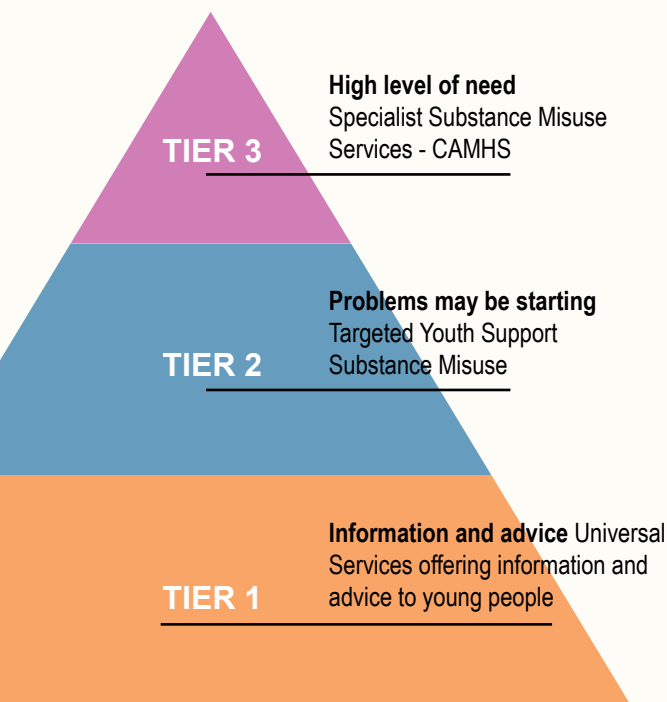 High level of need
Specialist Substance Misuse
TIER 3
Services - CAMHS
Problems may be starting
Targeted Youth Support
TIER 2
Substance Misuse
Information and advice Universal
Services offering information and
TIER 1
advice to young people